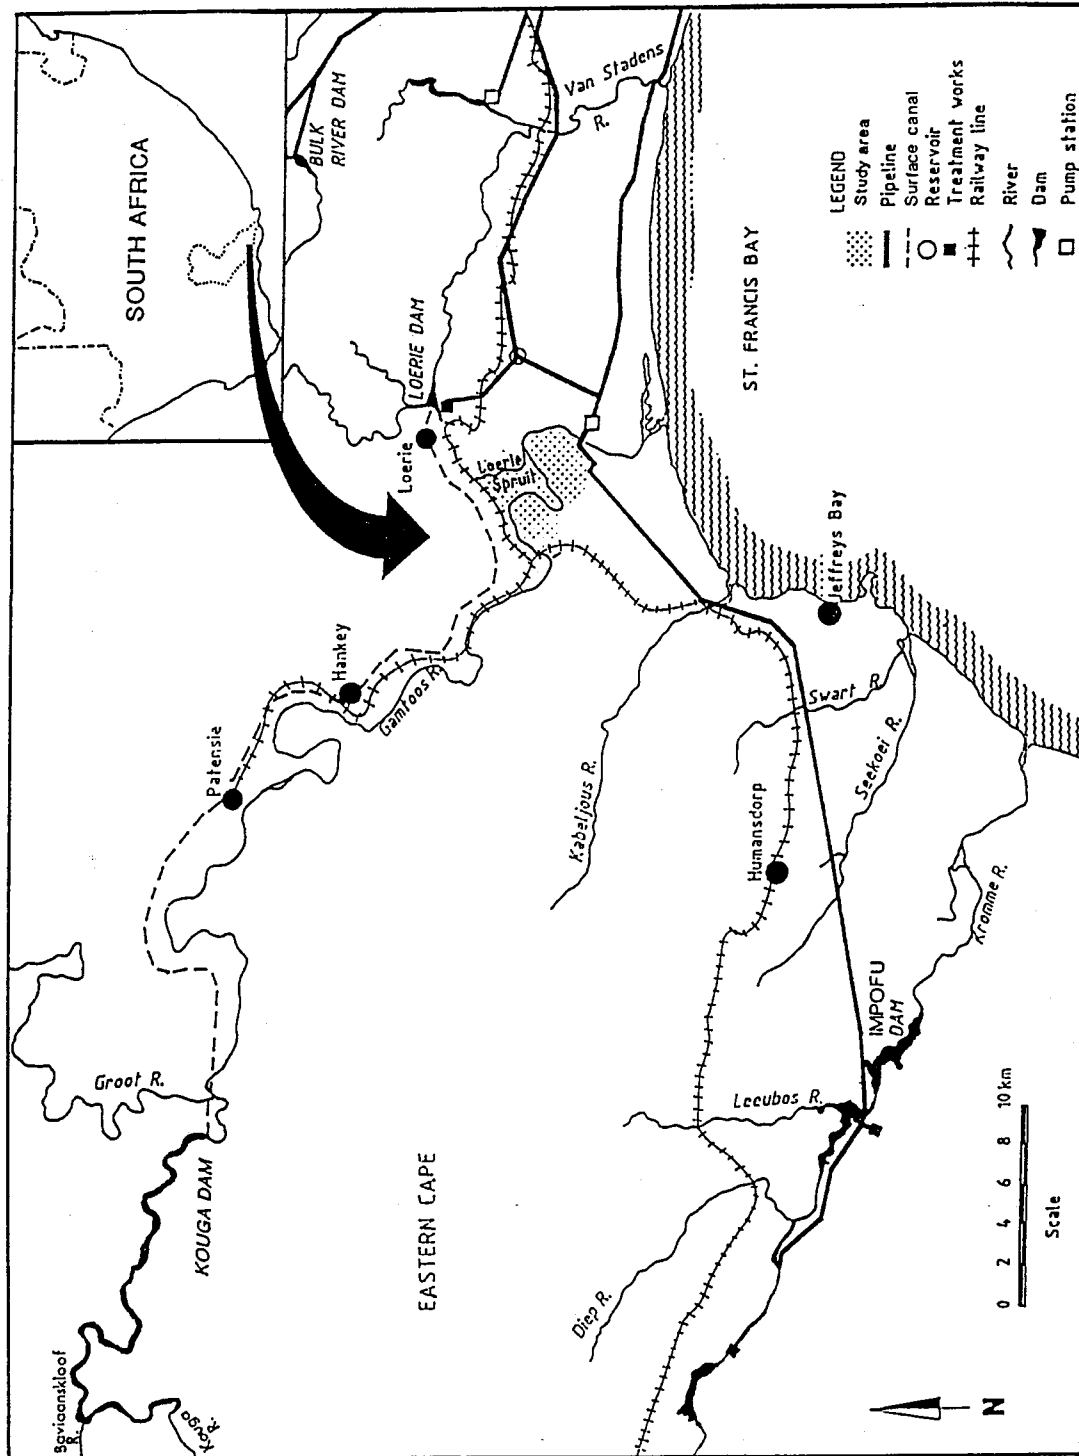 SOUTH AFRICA
BULK
RIVER DAM
Van Stadens
R.
LOERIE DAM
Loerie
Loerie
Spruit
Hankey
Gamtoos R.
Patensie
Groot R.
KOUGA DAM
Baviaanskloof
R.
Kouga
R.
EASTERN CAPE
Kabeljous R.
Humansdorp
Swart R.
Seekoei R.
Jeffreys Bay
ST. FRANCIS BAY
Kromme R.
IMPOFU
DAM
Leeubos R.
Diep R.
LEGEND
Study area
Pipeline
Surface canal
Reservoir
Treatment works
Railway line
River
Dam
Pump station
0 2 4 6 8 10 km
Scale
N